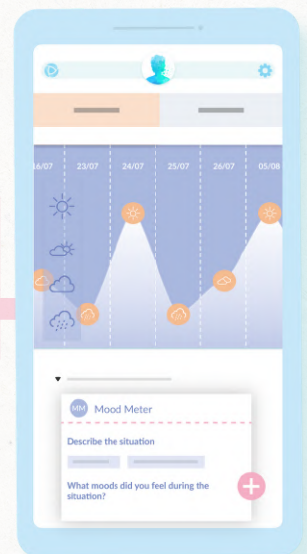 16/07 23/07 24/07 25/07 26/07 05/08
MM Mood Meter
Describe the situation
What moods did you feel during the
situation?